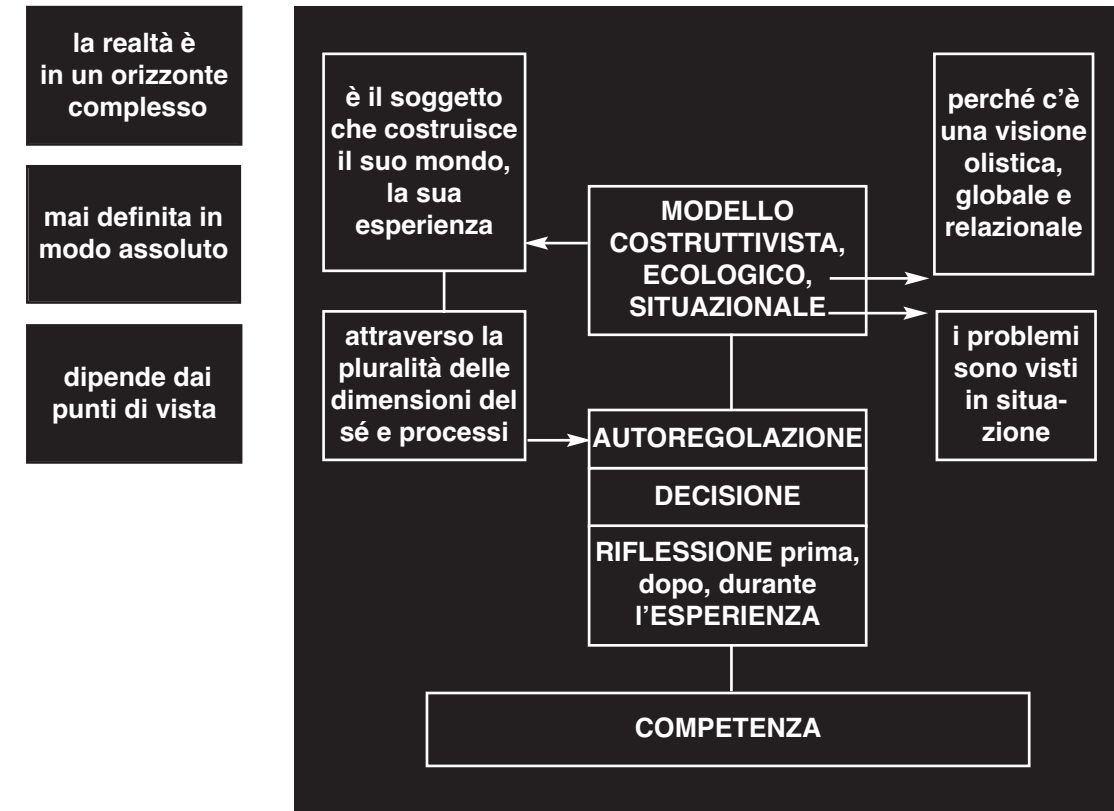 la realtà è
in un orizzonte
complesso
mai definita in
modo assoluto
dipende dai
punti di vista
è il soggetto
che costruisce
il suo mondo,
la sua
esperienza
attraverso la
pluralità delle
dimensioni del
sé e processi
MODELLO
COSTRUTTIVISTA,
ECOLOGICO,
SITUAZIONALE
AUTOREGOLAZIONE
DECISIONE
RIFLESSIONE prima,
dopo, durante
l’ESPERIENZA
COMPETENZA
perché c’è
una visione
olistica,
globale e
relazionale
i problemi
sono visti
in situa-
zione